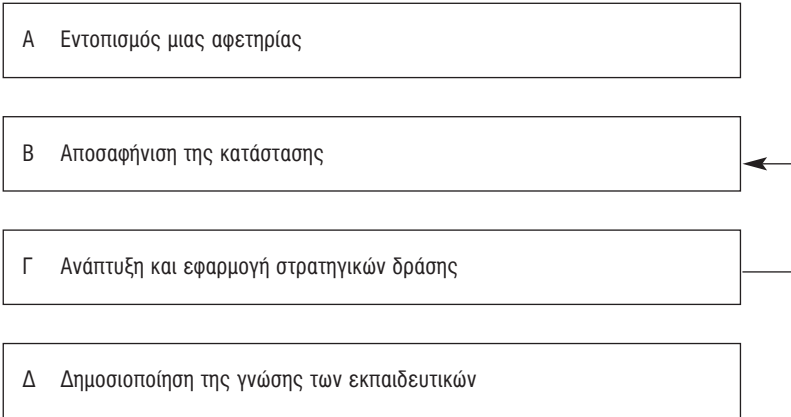 Α Εντοπισμός μιας αφετηρίας
Β Αποσαφήνιση της κατάστασης
Γ Ανάπτυξη και εφαρμογή στρατηγικών δράσης
Δ Δημοσιοποίηση της γνώσης των εκπαιδευτικών